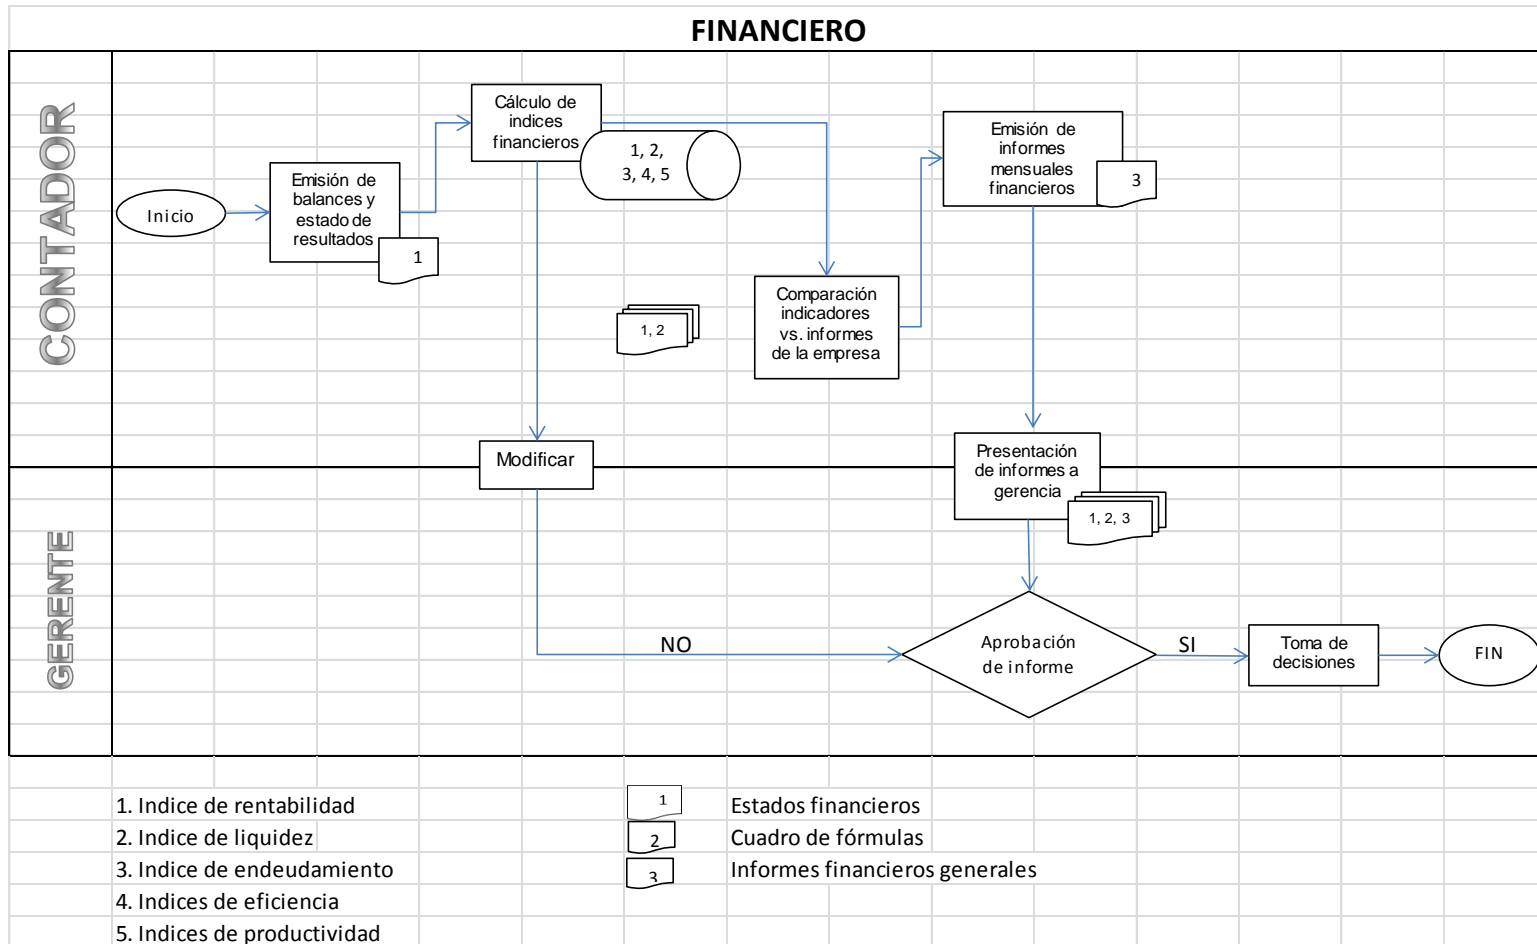 FINANCIERO
CONTADOR
Inicio
Emisión de
balances y
estado de
resultados
1
Cálculo de
indices
financieros
1, 2,
3, 4, 5
1, 2
Comparación
indicadores
vs. informes
de la empresa
Emisión de
informes
mensuales
financieros
3
Modificar
Presentación
de informes a
gerencia
1, 2, 3
GERENTE
NO
Aprobación
de informe
SI
Toma de
decisiones
FIN
1. Indice de rentabilidad
2. Indice de liquidez
3. Indice de endeudamiento
4. Indices de eficiencia
5. Indices de productividad
1 Estados financieros
2 Cuadro de fórmulas
3 Informes financieros generales